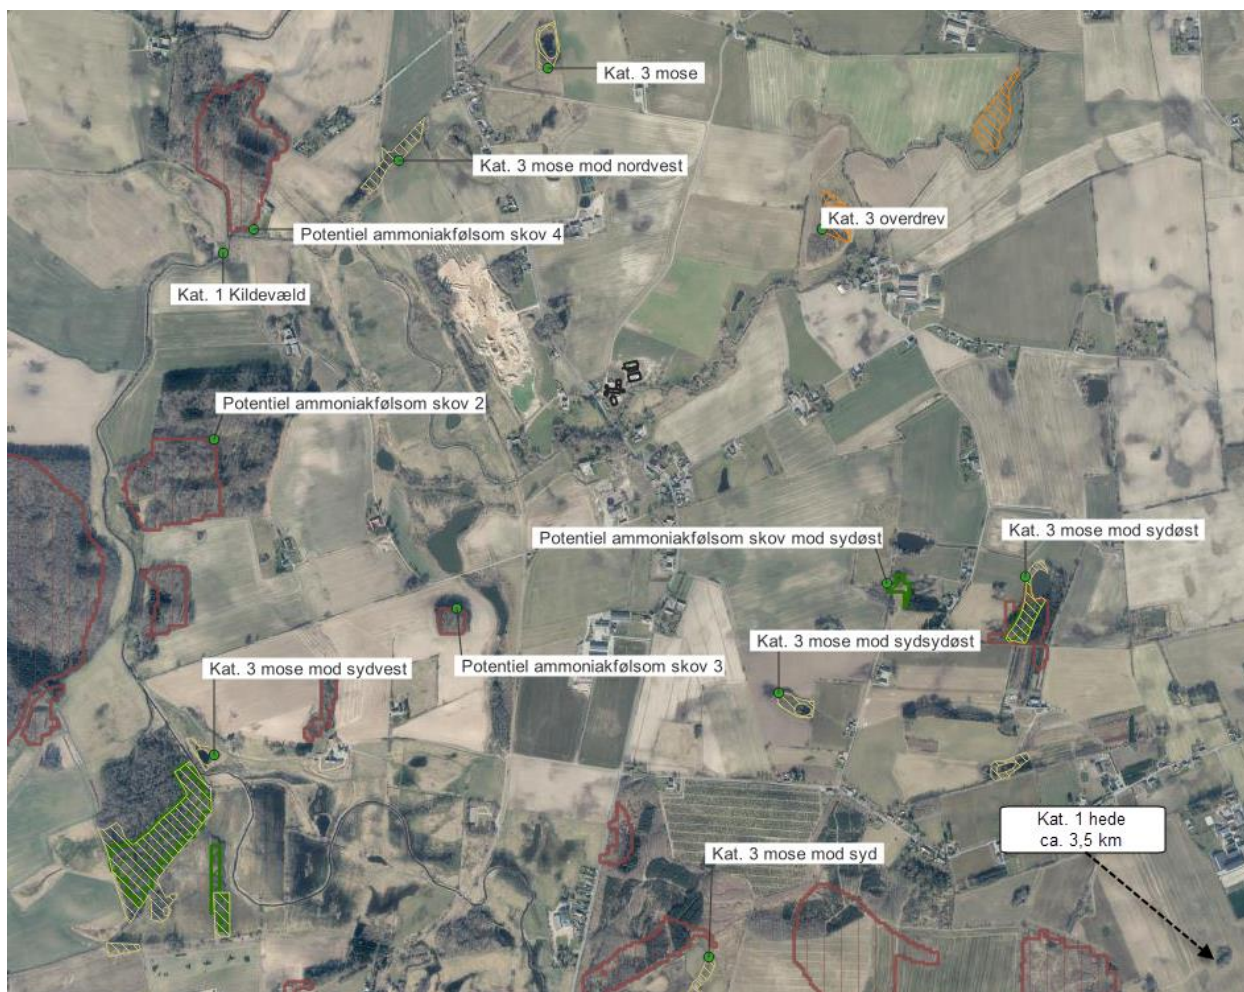 Kat. 3 mose
Kat. 3 mose mod nordvest
Kat. 3 overdrev
Potentiel ammoniakfølsom skov 4
Kat. 1 Kildevæld
Potentiel ammoniakfølsom skov 2
Potentiel ammoniakfølsom skov mod sydøst
Kat. 3 mose mod sydøst
Kat. 3 mose mod sydsydøst
Potentiel ammoniakfølsom skov 3
Kat. 3 mose mod sydvest
Kat. 1 hede
ca. 3,5 km
Kat. 3 mose mod syd